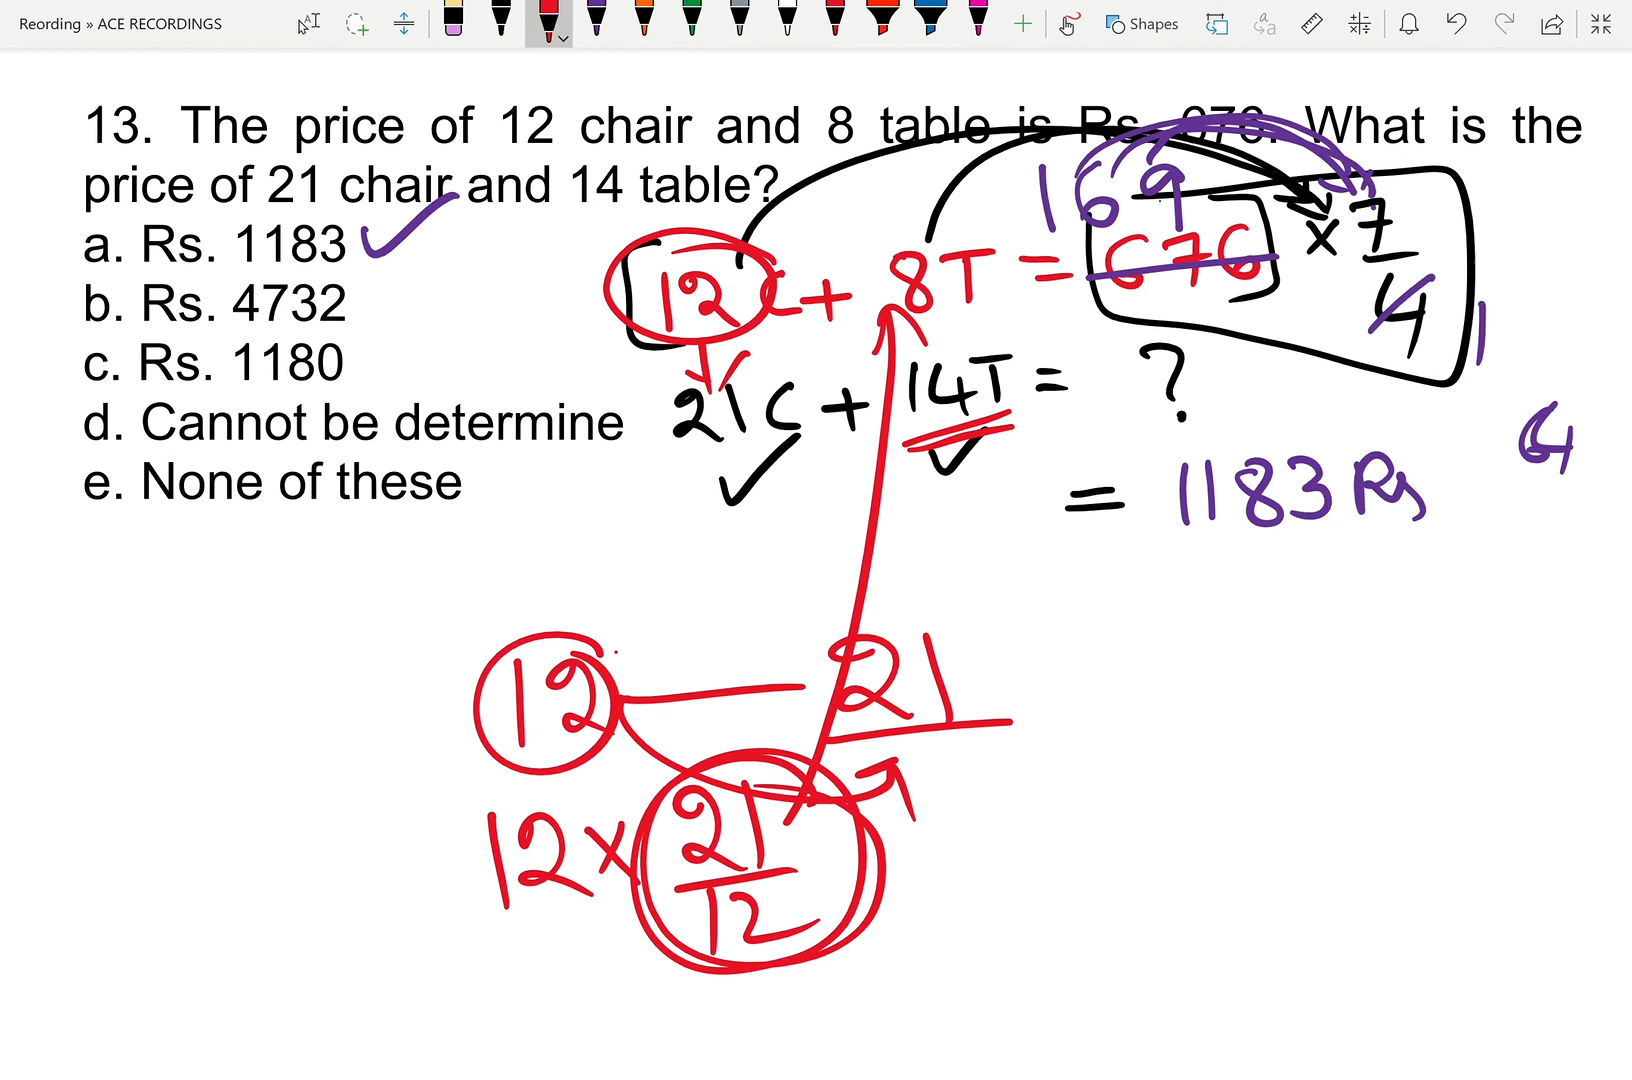 Reording » ACE RECORDINGS
Shapes
13. The price of 12 chair and 8 table is Rs. 676. What is the
price of 21 chair and 14 table?
a. Rs. 1183
b. Rs. 4732
c. Rs. 1180
d. Cannot be determine
e. None of these
169
12C + 8T = 676 × 7/4
1
21C + 14T = ?
= 1183 Rs
12 21
12 × 21/12